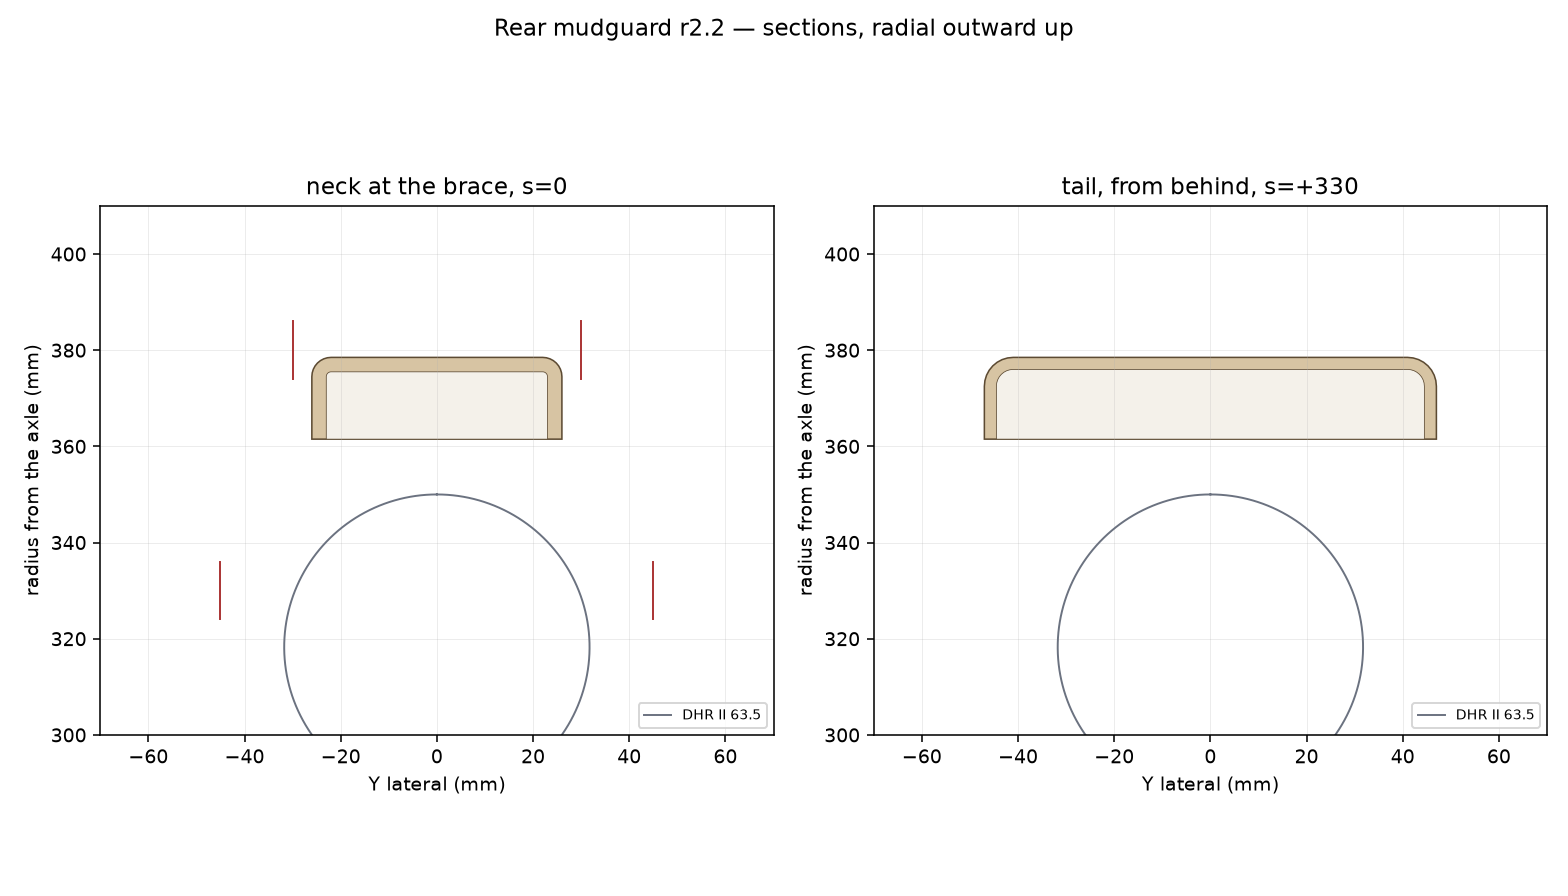 Rear mudguard r2.2 — sections, radial outward up
neck at the brace, s=0
radius from the axle (mm)
400
380
360
340
320
300
−60
−40
−20
0
20
40
60
Y lateral (mm)
DHR II 63.5
tail, from behind, s=+330
radius from the axle (mm)
400
380
360
340
320
300
−60
−40
−20
0
20
40
60
Y lateral (mm)
DHR II 63.5